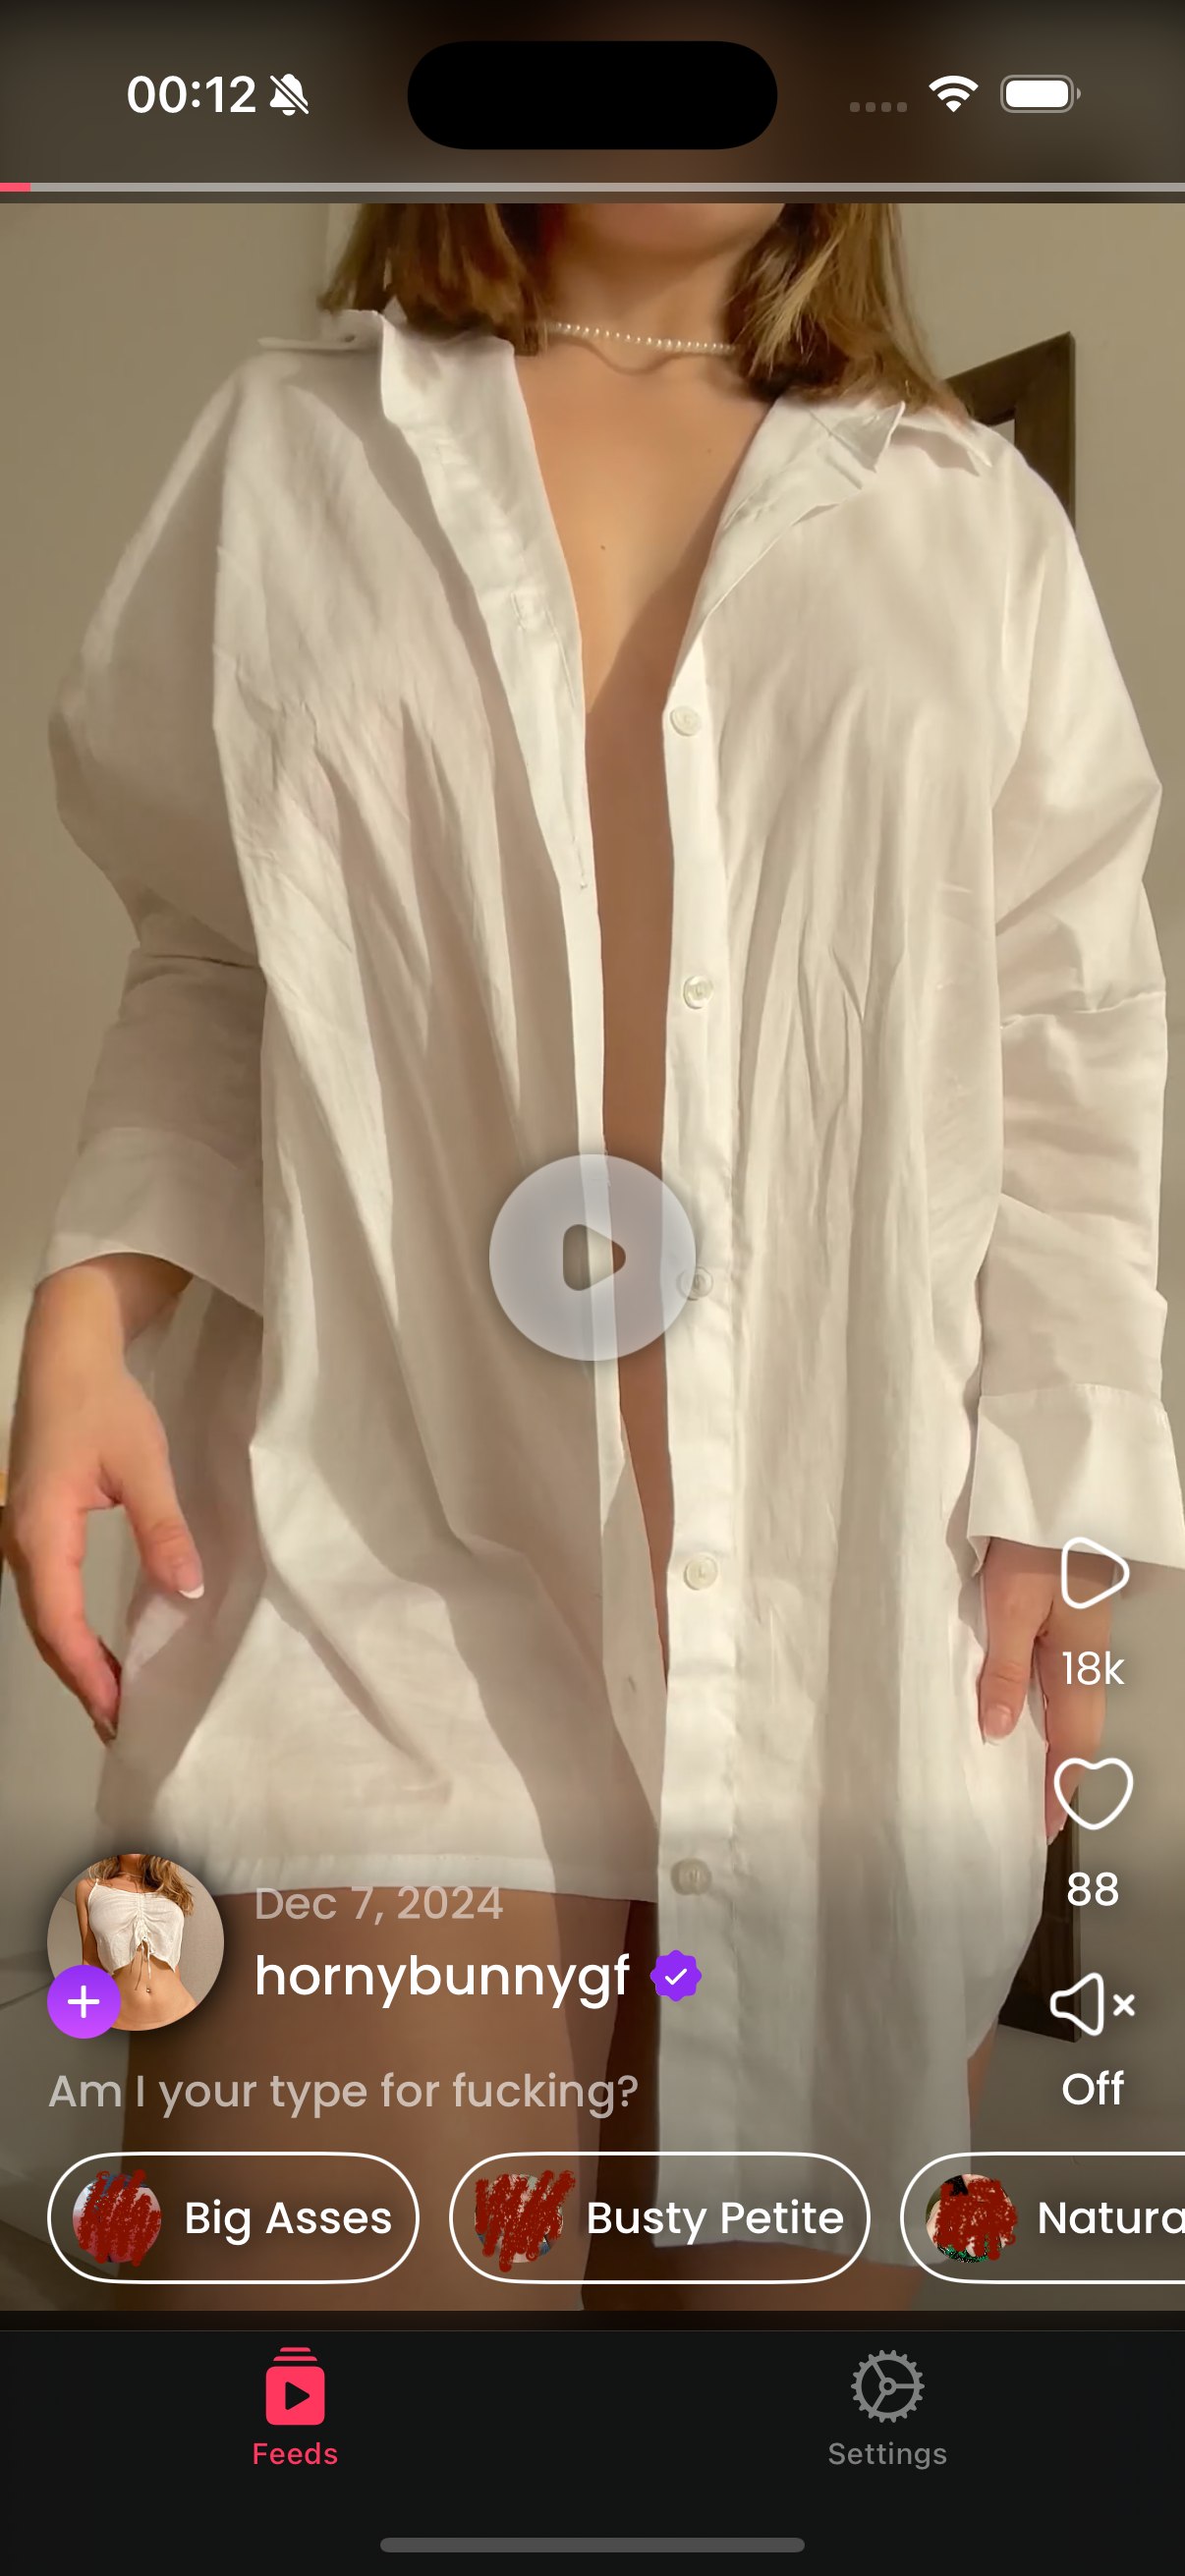 00:12
18k
88
Dec 7, 2024
hornybunnygf
Off
Am I your type for fucking?
Big Asses
Busty Petite
Natura
Feeds
Settings